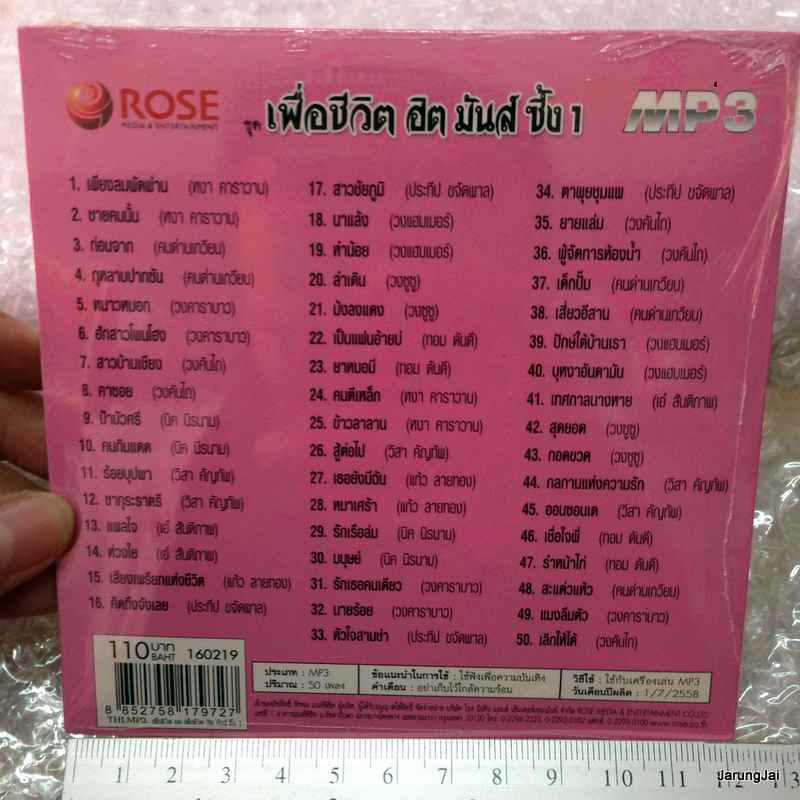 ROSE
MEDIA & ENTERTAINMENT
ชุด เพื่อชีวิต ฮิต มันส์ ซึ้ง 1
MP3
1. เพียงลมพัดผ่าน (หงา คาราวาน)
2. ชายคนนั้น (หงา คาราวาน)
3. ก่อนจาก (คนด่านเกวียน)
4. กุหลาบปากซัน (คนด่านเกวียน)
5. หนาวหมอก (วงคาราบาว)
6. ฮักสาวโพนโฮง (วงคาราบาว)
7. สาวบ้านเชียง (วงคันไถ)
8. คาซอย (วงคันไถ)
9. ป้าบัวศรี (นิค นิรนาม)
10. คนกินแดด (นิค นิรนาม)
11. ร้อยบุปผา (วิสา คัญทัพ)
12. ซากุระราตรี (วิสา คัญทัพ)
13. แพลโจ (เอ๋ สันติภาพ)
14. ห่วงใย (เอ๋ สันติภาพ)
15. เสียงเพรียกแห่งชีวิต (แก้ว ลายทอง)
16. คิดถึงจังเลย (ประทีป ขจัดพาล)
17. สาวชัยภูมิ (ประทีป ขจัดพาล)
18. นาแล้ง (วงแฮมเมอร์)
19. ท่าน้อย (วงแฮมเมอร์)
20. ลำเดิน (วงซูซู)
21. มังลงแดง (วงซูซู)
22. เป็นแฟนอ้ายบ่ (ทอม ดันดี)
23. ยาหมอมี (ทอม ดันดี)
24. คนตีเหล็ก (หงา คาราวาน)
25. ข้าวลาลาน (หงา คาราวาน)
26. สู้ต่อไป (วิสา คัญทัพ)
27. เธอยังมีฉัน (แก้ว ลายทอง)
28. หมาเศร้า (แก้ว ลายทอง)
29. รักเรือล่ม (นิค นิรนาม)
30. มนุษย์ (นิค นิรนาม)
31. รักเธอคนเดียว (วงคาราบาว)
32. นายร้อย (วงคาราบาว)
33. หัวใจสามช่า (ประทีป ขจัดพาล)
34. ตาพุยชุมแพ (ประทีป ขจัดพาล)
35. ยายแล่ม (วงคันไถ)
36. ผู้จัดการห้องน้ำ (วงคันไถ)
37. เด็กปั๊ม (คนด่านเกวียน)
38. เสี่ยวอีสาน (คนด่านเกวียน)
39. ปักษ์ใต้บ้านเรา (วงแฮมเมอร์)
40. บุหงาอันดามัน (วงแฮมเมอร์)
41. เทศกาลนางหาย (เอ๋ สันติภาพ)
42. สุดยอด (วงซูซู)
43. ถอดขวด (วงซูซู)
44. กลกามแห่งความรัก (วิสา คัญทัพ)
45. ออมซอนเด (วิสา คัญทัพ)
46. เชื่อใจพี่ (ทอม ดันดี)
47. รำหน้าไฟ (ทอม ดันดี)
48. สะแด่วแห้ว (คนด่านเกวียน)
49. แมงลืมตัว (วงคาราบาว)
50. เลิกให้ได้ (วงคันไถ)
110 บาท BAHT 160219
8 852758 179727
ประเภท : MP3
ปริมาณ : 50 เพลง
ข้อแนะนำในการใช้ : ใช้ฟังเพื่อความบันเทิง
คำเตือน : อย่าเก็บไว้ใกล้ความร้อน
วิธีใช้ : ใช้กับเครื่องเล่น MP3
วันเดือนปีผลิต : 1/7/2558
1 2 3 4 5 6 7 8 9 10 11 12 13
JarungJai